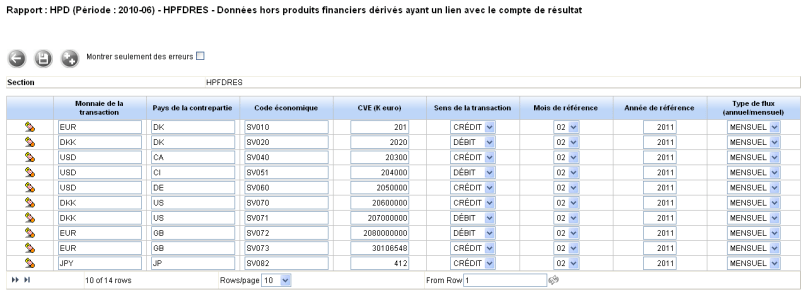 Rapport : HPD (Période : 2010-06) - HPFDRES - Données hors produits financiers dérivés ayant un lien avec le compte de résultat
Montrer seulement des erreurs
Section HPFDRES
Monnaie de la transaction Pays de la contrepartie Code économique CVE (K euro) Sens de la transaction Mois de référence Année de référence Type de flux (annuel/mensuel)
EUR DK SV010 201 CRÉDIT 02 2011 MENSUEL
DKK DK SV020 2020 DÉBIT 02 2011 MENSUEL
USD CA SV040 20300 CRÉDIT 02 2011 MENSUEL
USD CI SV051 204000 DÉBIT 02 2011 MENSUEL
USD DE SV060 2050000 CRÉDIT 02 2011 MENSUEL
DKK US SV070 20600000 CRÉDIT 02 2011 MENSUEL
DKK US SV071 207000000 DÉBIT 02 2011 MENSUEL
EUR GB SV072 2080000000 DÉBIT 02 2011 MENSUEL
EUR GB SV073 30106548 CRÉDIT 02 2011 MENSUEL
JPY JP SV082 412 CRÉDIT 02 2011 MENSUEL
10 of 14 rows Rows/page 10 From Row 1